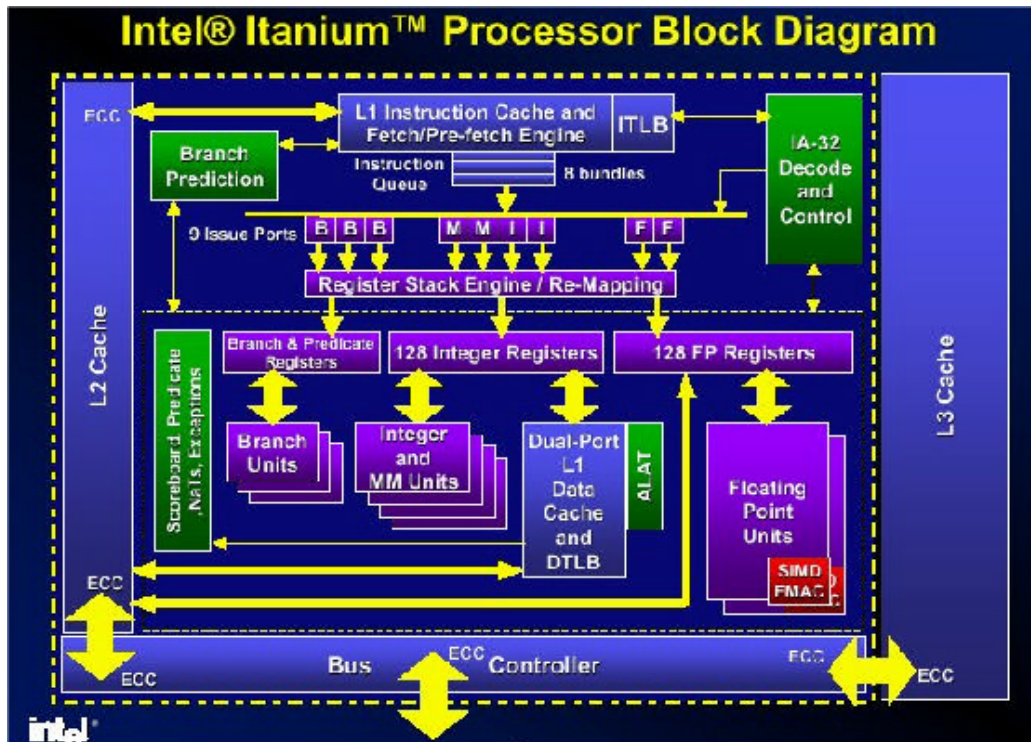 Intel® Itanium™ Processor Block Diagram
ECC
L1 Instruction Cache and
Fetch/Pre-fetch Engine
ITLB
Branch
Prediction
Instruction
Queue
8 bundles
IA-32
Decode
and
Control
9 Issue Ports
B B B M M I I F F
Register Stack Engine / Re-Mapping
L2 Cache
L3 Cache
Scoreboard, Predicate
,NaTs, Exceptions
Branch & Predicate
Registers
128 Integer Registers
128 FP Registers
Branch
Units
Integer
and
MM Units
Dual-Port
L1
Data
Cache
and
DTLB
ALAT
Floating
Point
Units
SIMD
FMAC
ECC
Bus Controller
ECC
ECC
ECC
ECC
intel®